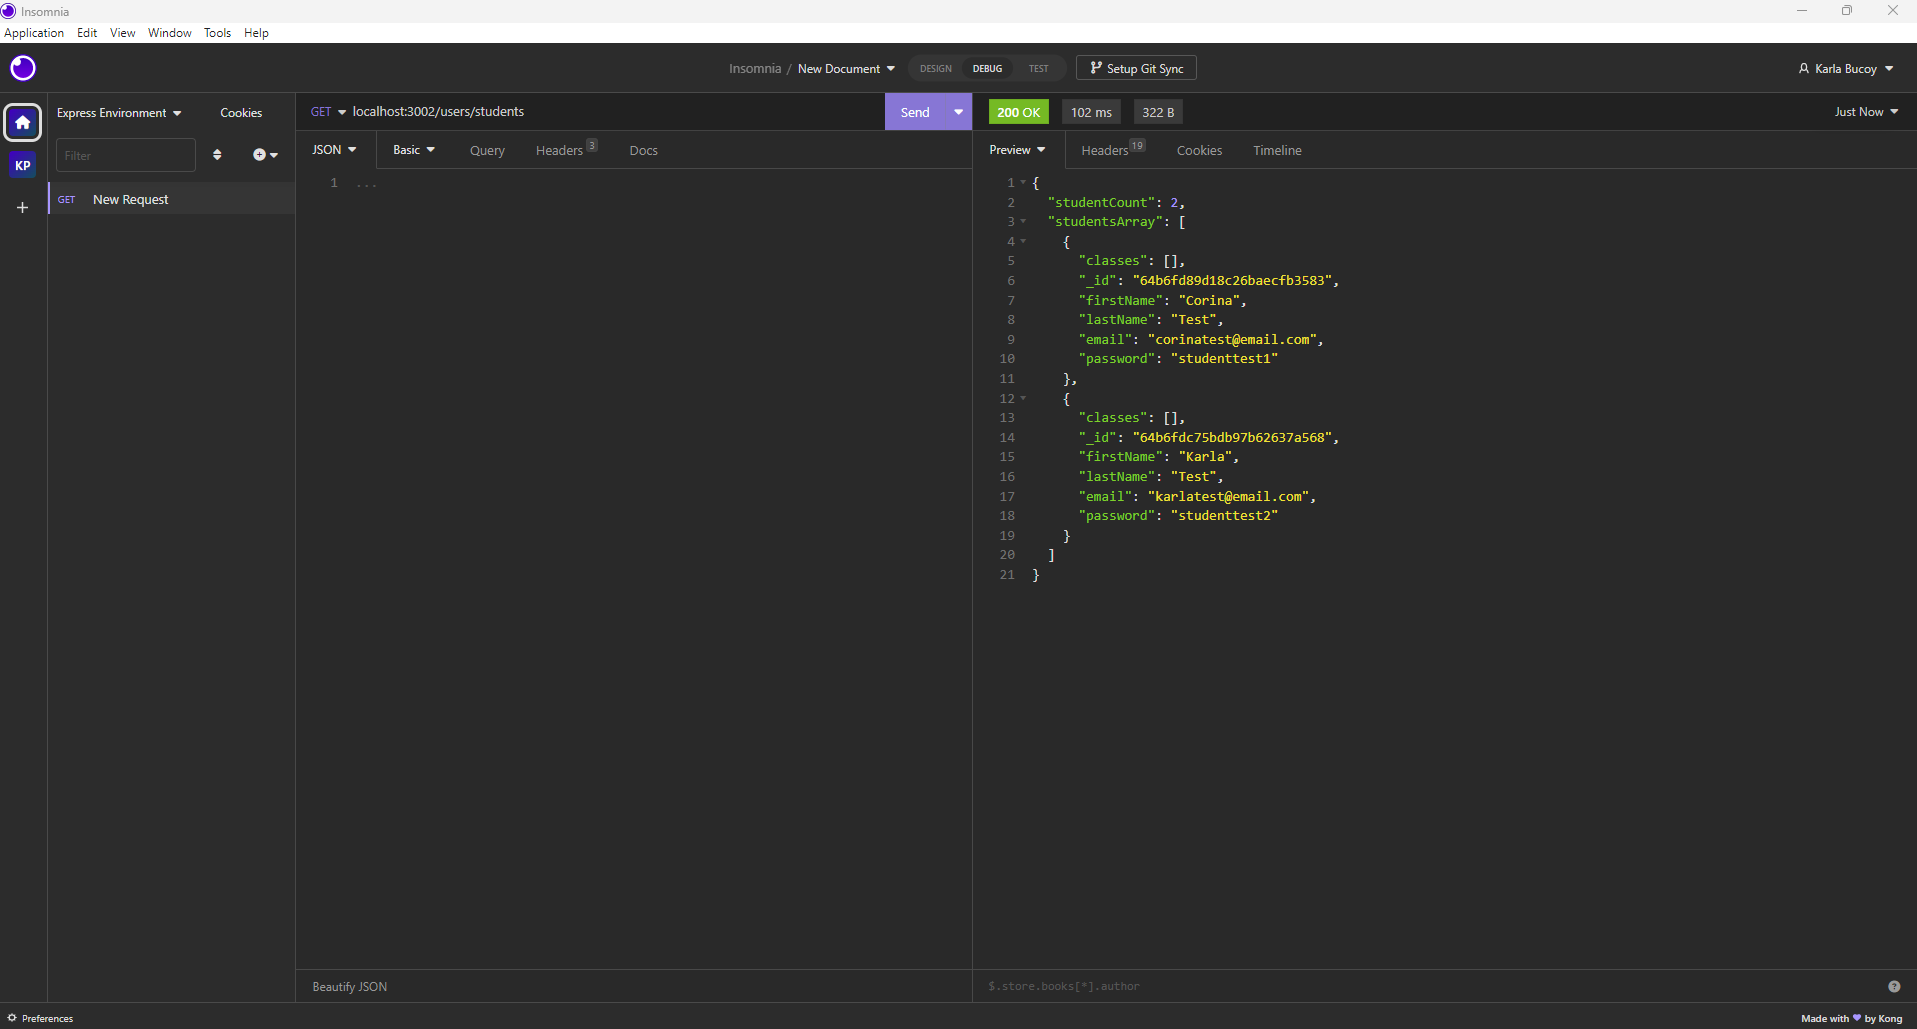 Insomnia
Application Edit View Window Tools Help
Insomnia / New Document DESIGN DEBUG TEST Setup Git Sync Karla Bucoy
Express Environment Cookies
Filter
KP
GET New Request
GET localhost:3002/users/students Send
JSON Basic Query Headers 3 Docs
1 ...
Beautify JSON
200 OK 102 ms 322 B Just Now
Preview Headers 19 Cookies Timeline
1 {
2 "studentCount": 2,
3 "studentsArray": [
4 {
5 "classes": [],
6 "_id": "64b6fd89d18c26baecfb3583",
7 "firstName": "Corina",
8 "lastName": "Test",
9 "email": "corinatest@email.com",
10 "password": "studenttest1"
11 },
12 {
13 "classes": [],
14 "_id": "64b6fdc75bdb97b62637a568",
15 "firstName": "Karla",
16 "lastName": "Test",
17 "email": "karlatest@email.com",
18 "password": "studenttest2"
19 }
20 ]
21 }
$.store.books[*].author ?
Preferences Made with ♥ by Kong